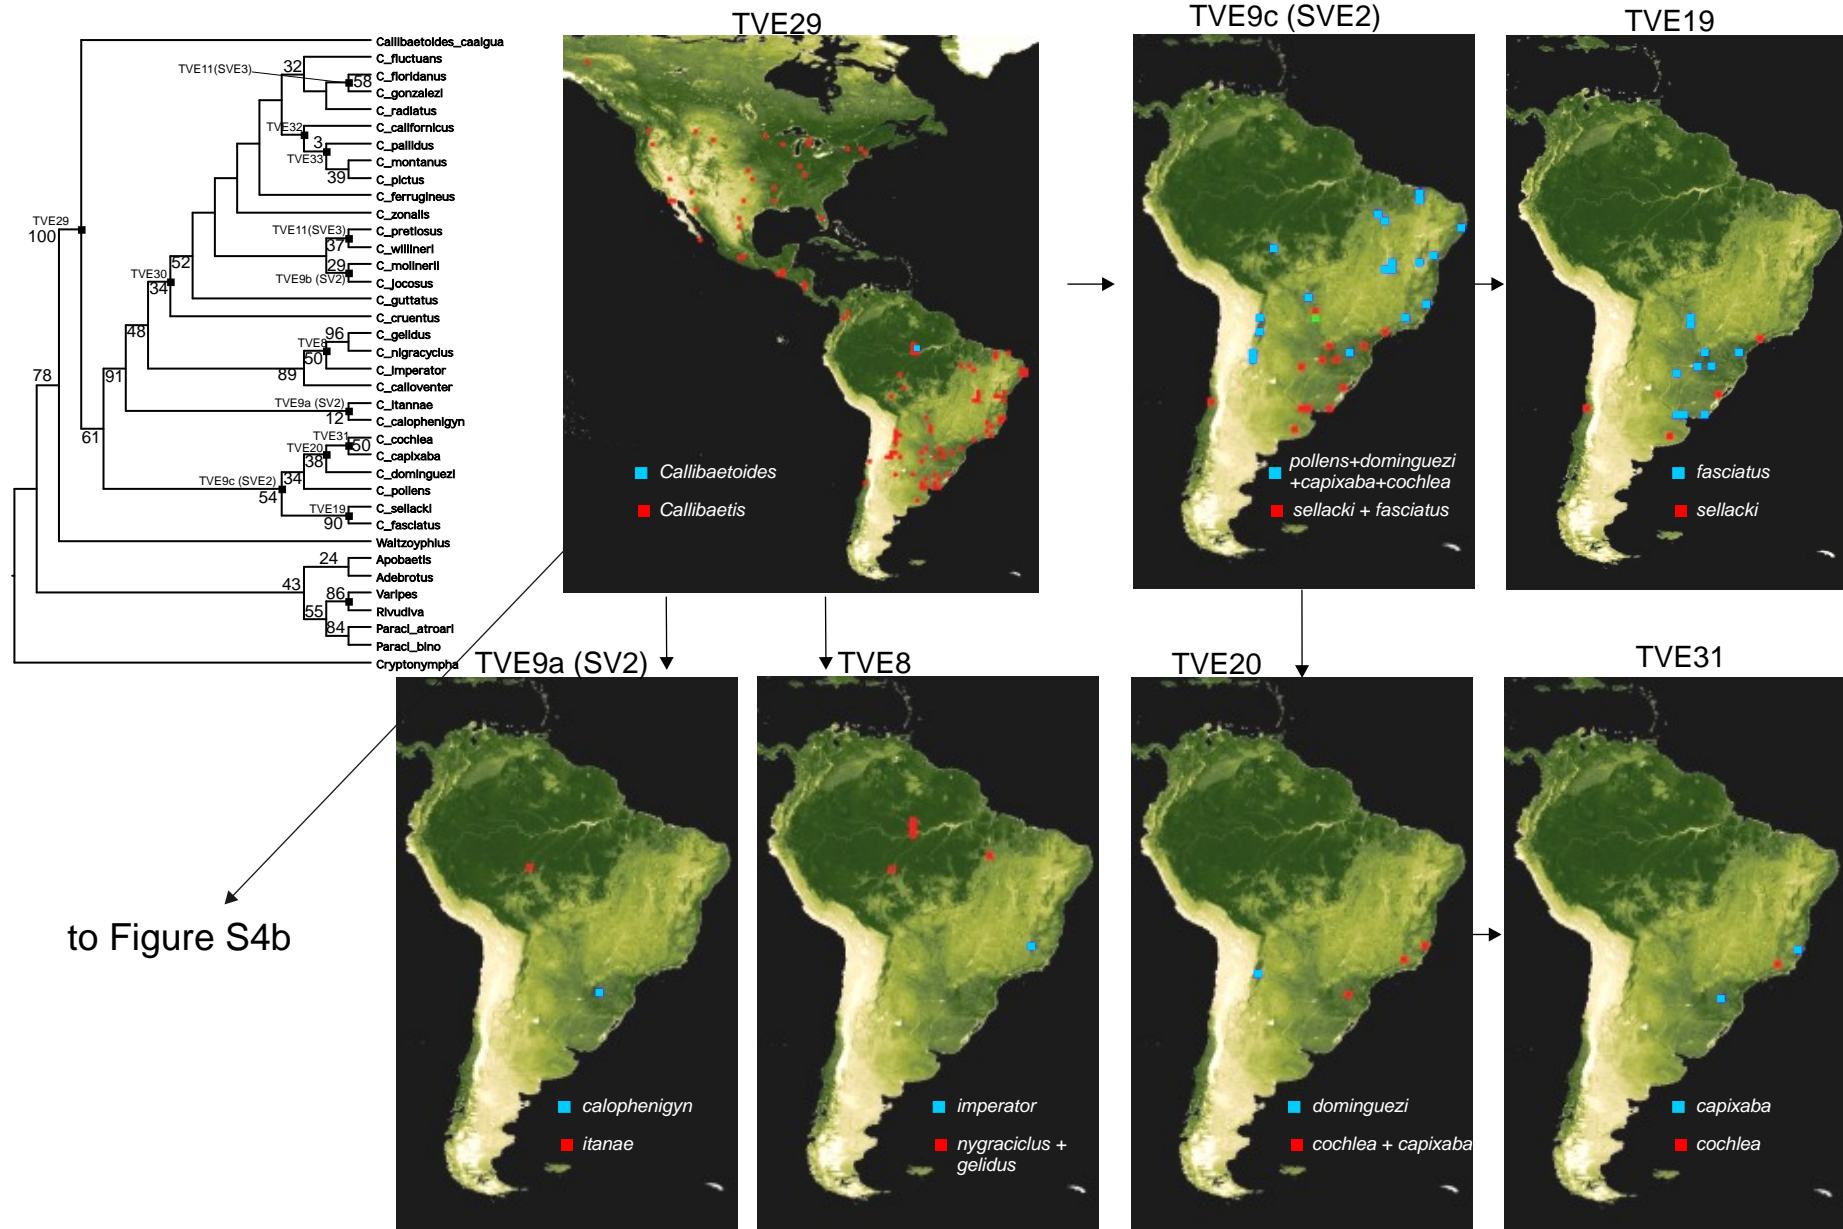 TVE29
TVE9c (SVE2)
TVE19
Callibaetoides_caaigua
C_fluctuans
32
TVE11(SVE3)
C_floridanus
58
C_gonzalezi
C_radiatus
C_californicus
TVE32
3
C_pallidus
TVE33
C_montanus
39
C_pictus
C_ferrugineus
C_zonalis
TVE29
100
TVE11(SVE3)
C_pretiosus
37
C_willineri
52
29
C_molinerii
TVE30
34
TVE9b (SV2)
C_jocosus
C_guttatus
C_cruentus
48
96
C_gelidus
TVE8
50
C_nigracyclus
C_imperator
91
89
C_calloventer
78
TVE9a (SV2)
C_itannae
12
C_calophenigyn
61
TVE31
C_cochlea
50
TVE20
38
C_capixaba
34
C_dominguezi
TVE9c (SVE2)
54
C_pollens
TVE19
C_sellacki
90
C_fasciatus
Waltzoyphius
24
Apobaetis
43
Adebrotus
86
Varipes
55
Rivudiva
84
Paracl_atroari
Paracl_bino
Cryptonympha
Callibaetoides
Callibaetis
pollens+dominguezi
+capixaba+cochlea
sellacki + fasciatus
fasciatus
sellacki
TVE9a (SV2)
TVE8
TVE20
TVE31
to Figure S4b
calophenigyn
itanae
imperator
nygraciclus +
gelidus
dominguezi
cochlea + capixaba
capixaba
cochlea